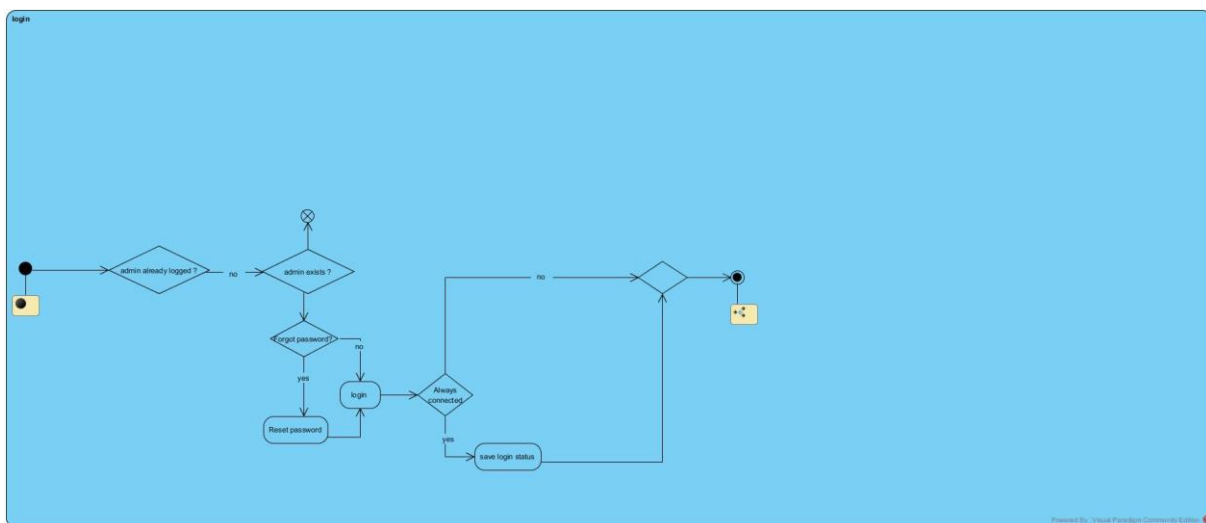 login
admin already logged ?
no
admin exists ?
Forgot password?
no
yes
login
Reset password
Always
connected
no
yes
save login status
Powered By Visual Paradigm Community Edition